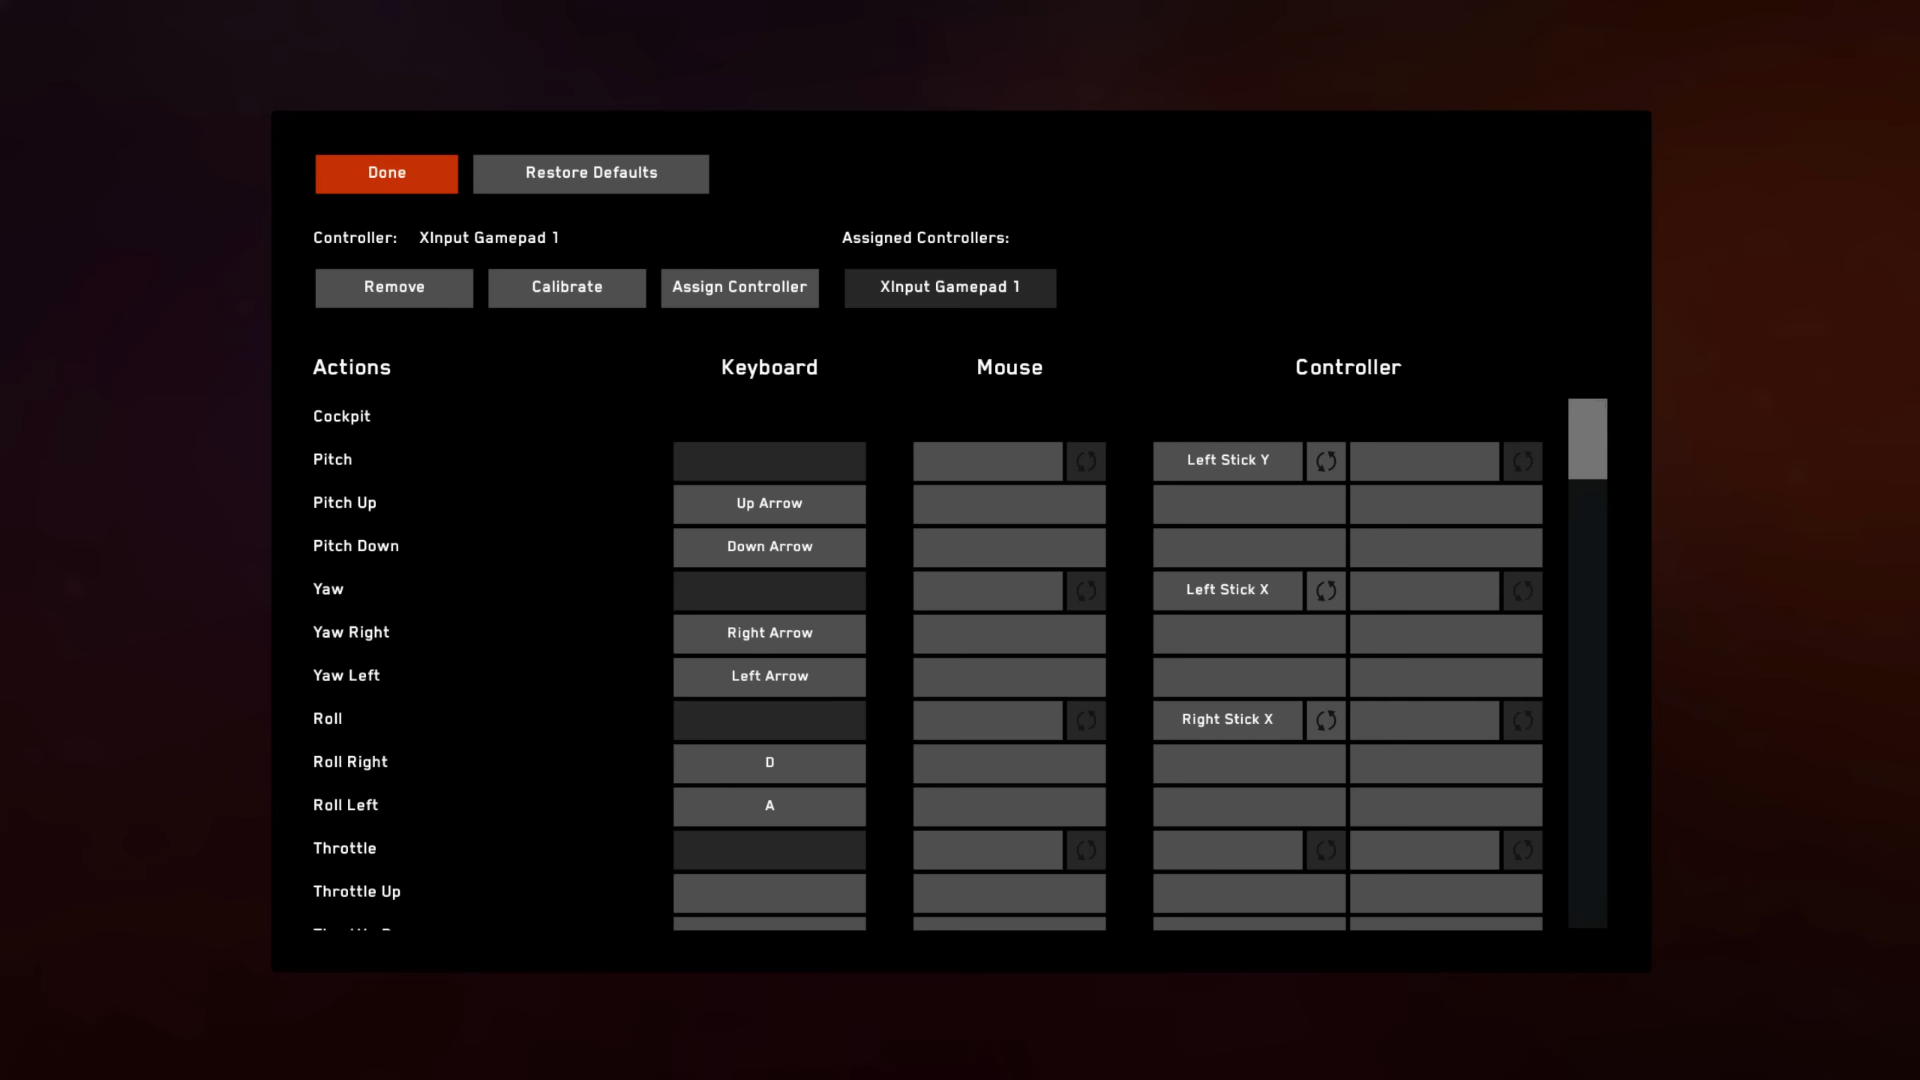 Done Restore Defaults
Controller: XInput Gamepad 1 Assigned Controllers:
Remove Calibrate Assign Controller XInput Gamepad 1
Actions Keyboard Mouse Controller
Cockpit
Pitch Left Stick Y
Pitch Up Up Arrow
Pitch Down Down Arrow
Yaw Left Stick X
Yaw Right Right Arrow
Yaw Left Left Arrow
Roll Right Stick X
Roll Right D
Roll Left A
Throttle
Throttle Up